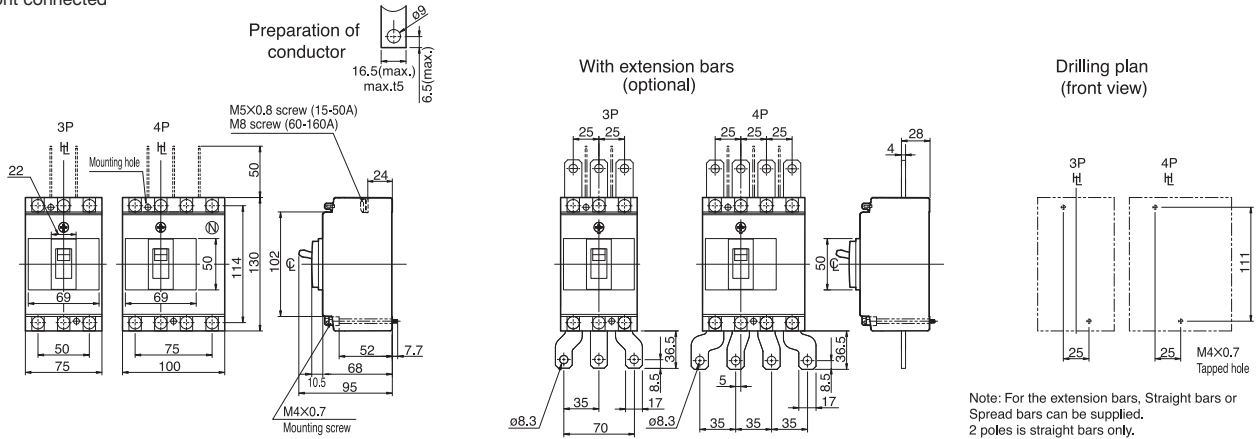 nt connected
Preparation of
conductor
ø9
16.5(max.)
max.t5
6.5(max.)
M5×0.8 screw (15-50A)
M8 screw (60-160A)
3P
4P
Mounting hole
22
50
24
N
69
69
50
114
130
102
50
75
75
100
52
7.7
10.5
68
95
M4×0.7
Mounting screw
With extension bars
(optional)
3P
4P
25
25
25
25
25
28
4
50
36.5
8.5
17
35
70
ø8.3
5
36.5
8.5
17
35
35
35
ø8.3
Drilling plan
(front view)
3P
4P
111
25
25
M4×0.7
Tapped hole
Note: For the extension bars, Straight bars or
Spread bars can be supplied.
2 poles is straight bars only.